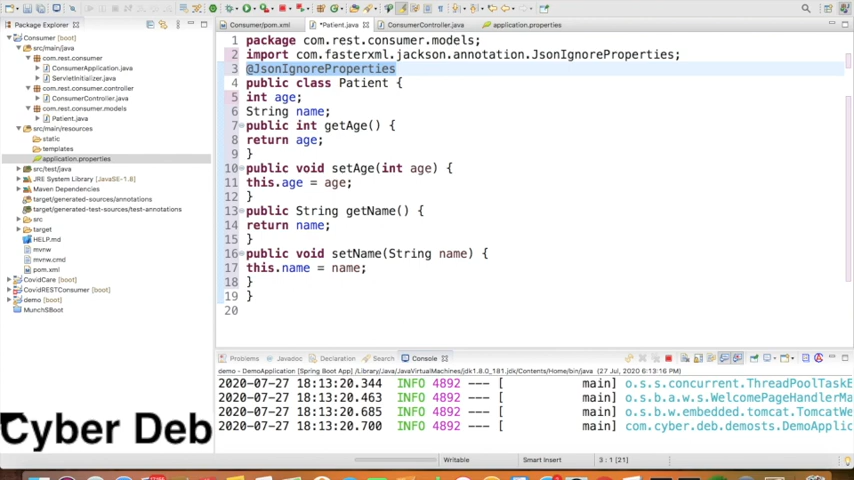 Package Explorer
Consumer/pom.xml
*Patient.java
ConsumerController.java
application.properties
Consumer [boot]
src/main/java
com.rest.consumer
ConsumerApplication.java
ServletInitializer.java
com.rest.consumer.controller
ConsumerController.java
com.rest.consumer.models
Patient.java
src/main/resources
static
templates
application.properties
src/test/java
JRE System Library [JavaSE-1.8]
Maven Dependencies
target/generated-sources/annotations
target/generated-test-sources/test-annotations
src
target
HELP.md
mvnw
mvnw.cmd
pom.xml
CovidCare [boot]
CovidRESTConsumer [boot]
demo [boot]
MunchSBoot
1 package com.rest.consumer.models;
2 import com.fasterxml.jackson.annotation.JsonIgnoreProperties;
3 @JsonIgnoreProperties
4 public class Patient {
5 int age;
6 String name;
7 public int getAge() {
8 return age;
9 }
10 public void setAge(int age) {
11 this.age = age;
12 }
13 public String getName() {
14 return name;
15 }
16 public void setName(String name) {
17 this.name = name;
18 }
19 }
20
Problems Javadoc Declaration Search Console
demo - DemoApplication [Spring Boot App] /Library/Java/JavaVirtualMachines/jdk1.8.0_181.jdk/Contents/Home/bin/java (27 Jul, 2020 6:13:16 PM)
2020-07-27 18:13:20.344 INFO 4892 --- [ main] o.s.s.concurrent.ThreadPoolTaskE
2020-07-27 18:13:20.463 INFO 4892 --- [ main] o.s.b.a.w.s.WelcomePageHandlerMa
2020-07-27 18:13:20.685 INFO 4892 --- [ main] o.s.b.w.embedded.tomcat.TomcatWe
2020-07-27 18:13:20.700 INFO 4892 --- [ main] com.cyber.deb.demosts.DemoApplic
Cyber Deb
Writable Smart Insert 3 : 1 [21]